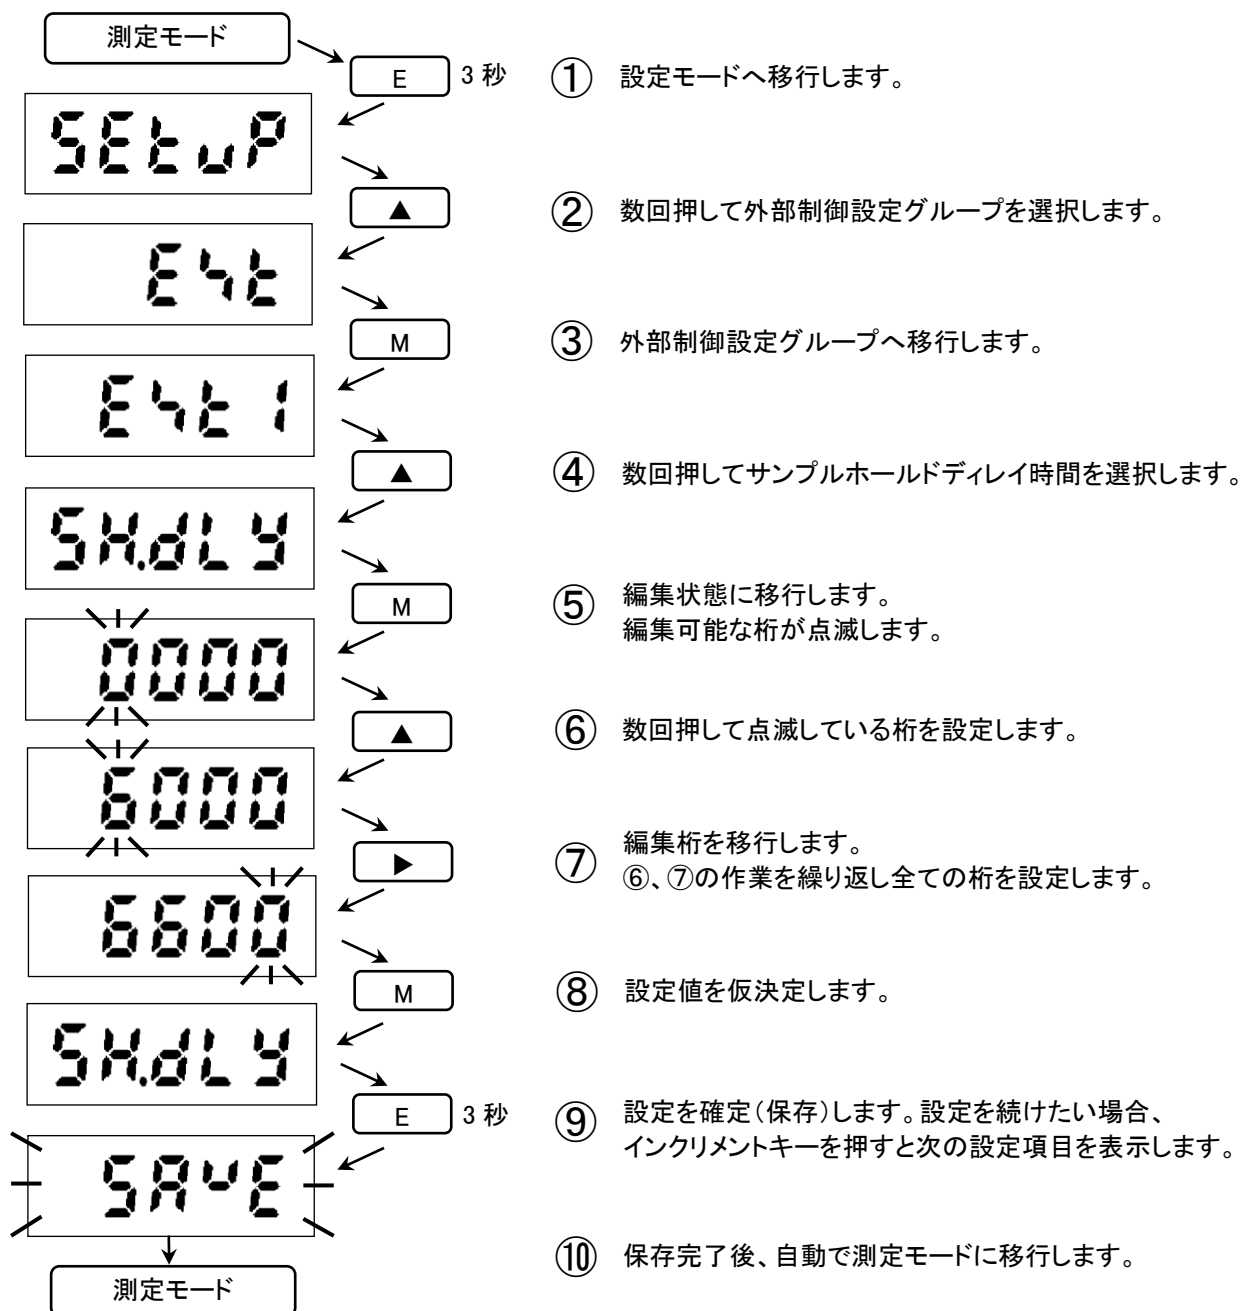 測定モード
E 3 秒 ① 設定モードへ移行します。
SEtuP
▲ ② 数回押して外部制御設定グループを選択します。
E4t
M ③ 外部制御設定グループへ移行します。
E4t1
▲ ④ 数回押してサンプルホールドディレイ時間を選択します。
SH.dLY
M ⑤ 編集状態に移行します。
編集可能な桁が点滅します。
0000
▲ ⑥ 数回押して点滅している桁を設定します。
6000
▶ ⑦ 編集桁を移行します。
⑥、⑦の作業を繰り返し全ての桁を設定します。
6600
M ⑧ 設定値を仮決定します。
SH.dLY
E 3 秒 ⑨ 設定を確定(保存)します。設定を続けたい場合、
インクリメントキーを押すと次の設定項目を表示します。
SAvE
⑩ 保存完了後、自動で測定モードに移行します。
測定モード